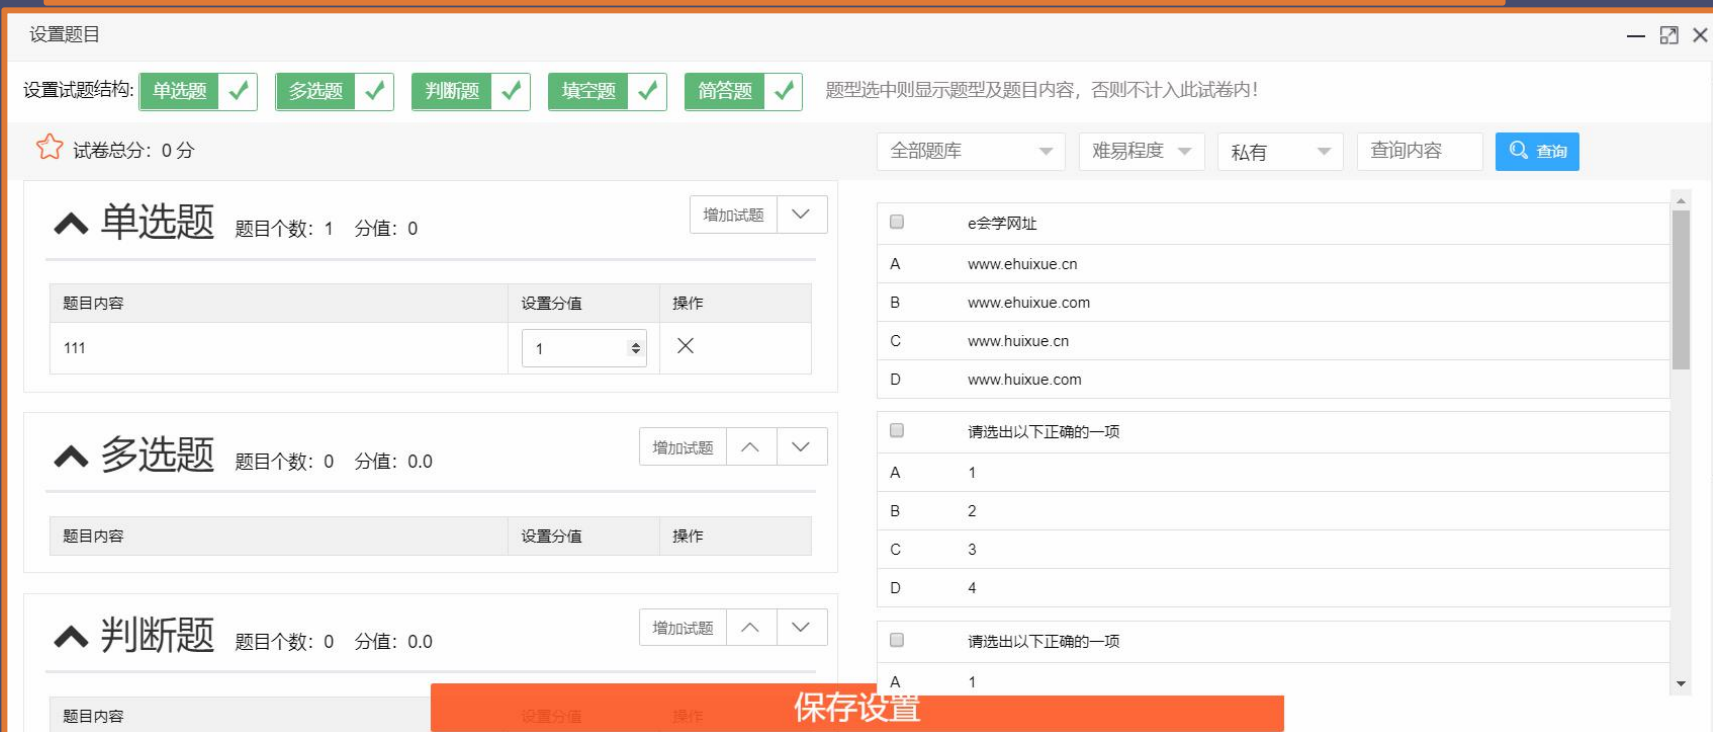 设置题目
设置试题结构: 单选题 多选题 判断题 填空题 简答题 题型选中则显示题型及题目内容，否则不计入此试卷内！
试卷总分：0 分 全部题库 难易程度 私有 查询内容 查询
单选题 题目个数：1 分值：0 增加试题
题目内容 设置分值 操作
111 1
多选题 题目个数：0 分值：0.0 增加试题
题目内容 设置分值 操作
判断题 题目个数：0 分值：0.0 增加试题
题目内容 设置分值 操作
e会学网址
A www.ehuixue.cn
B www.ehuixue.com
C www.huixue.cn
D www.huixue.com
请选出以下正确的一项
A 1
B 2
C 3
D 4
请选出以下正确的一项
A 1
保存设置